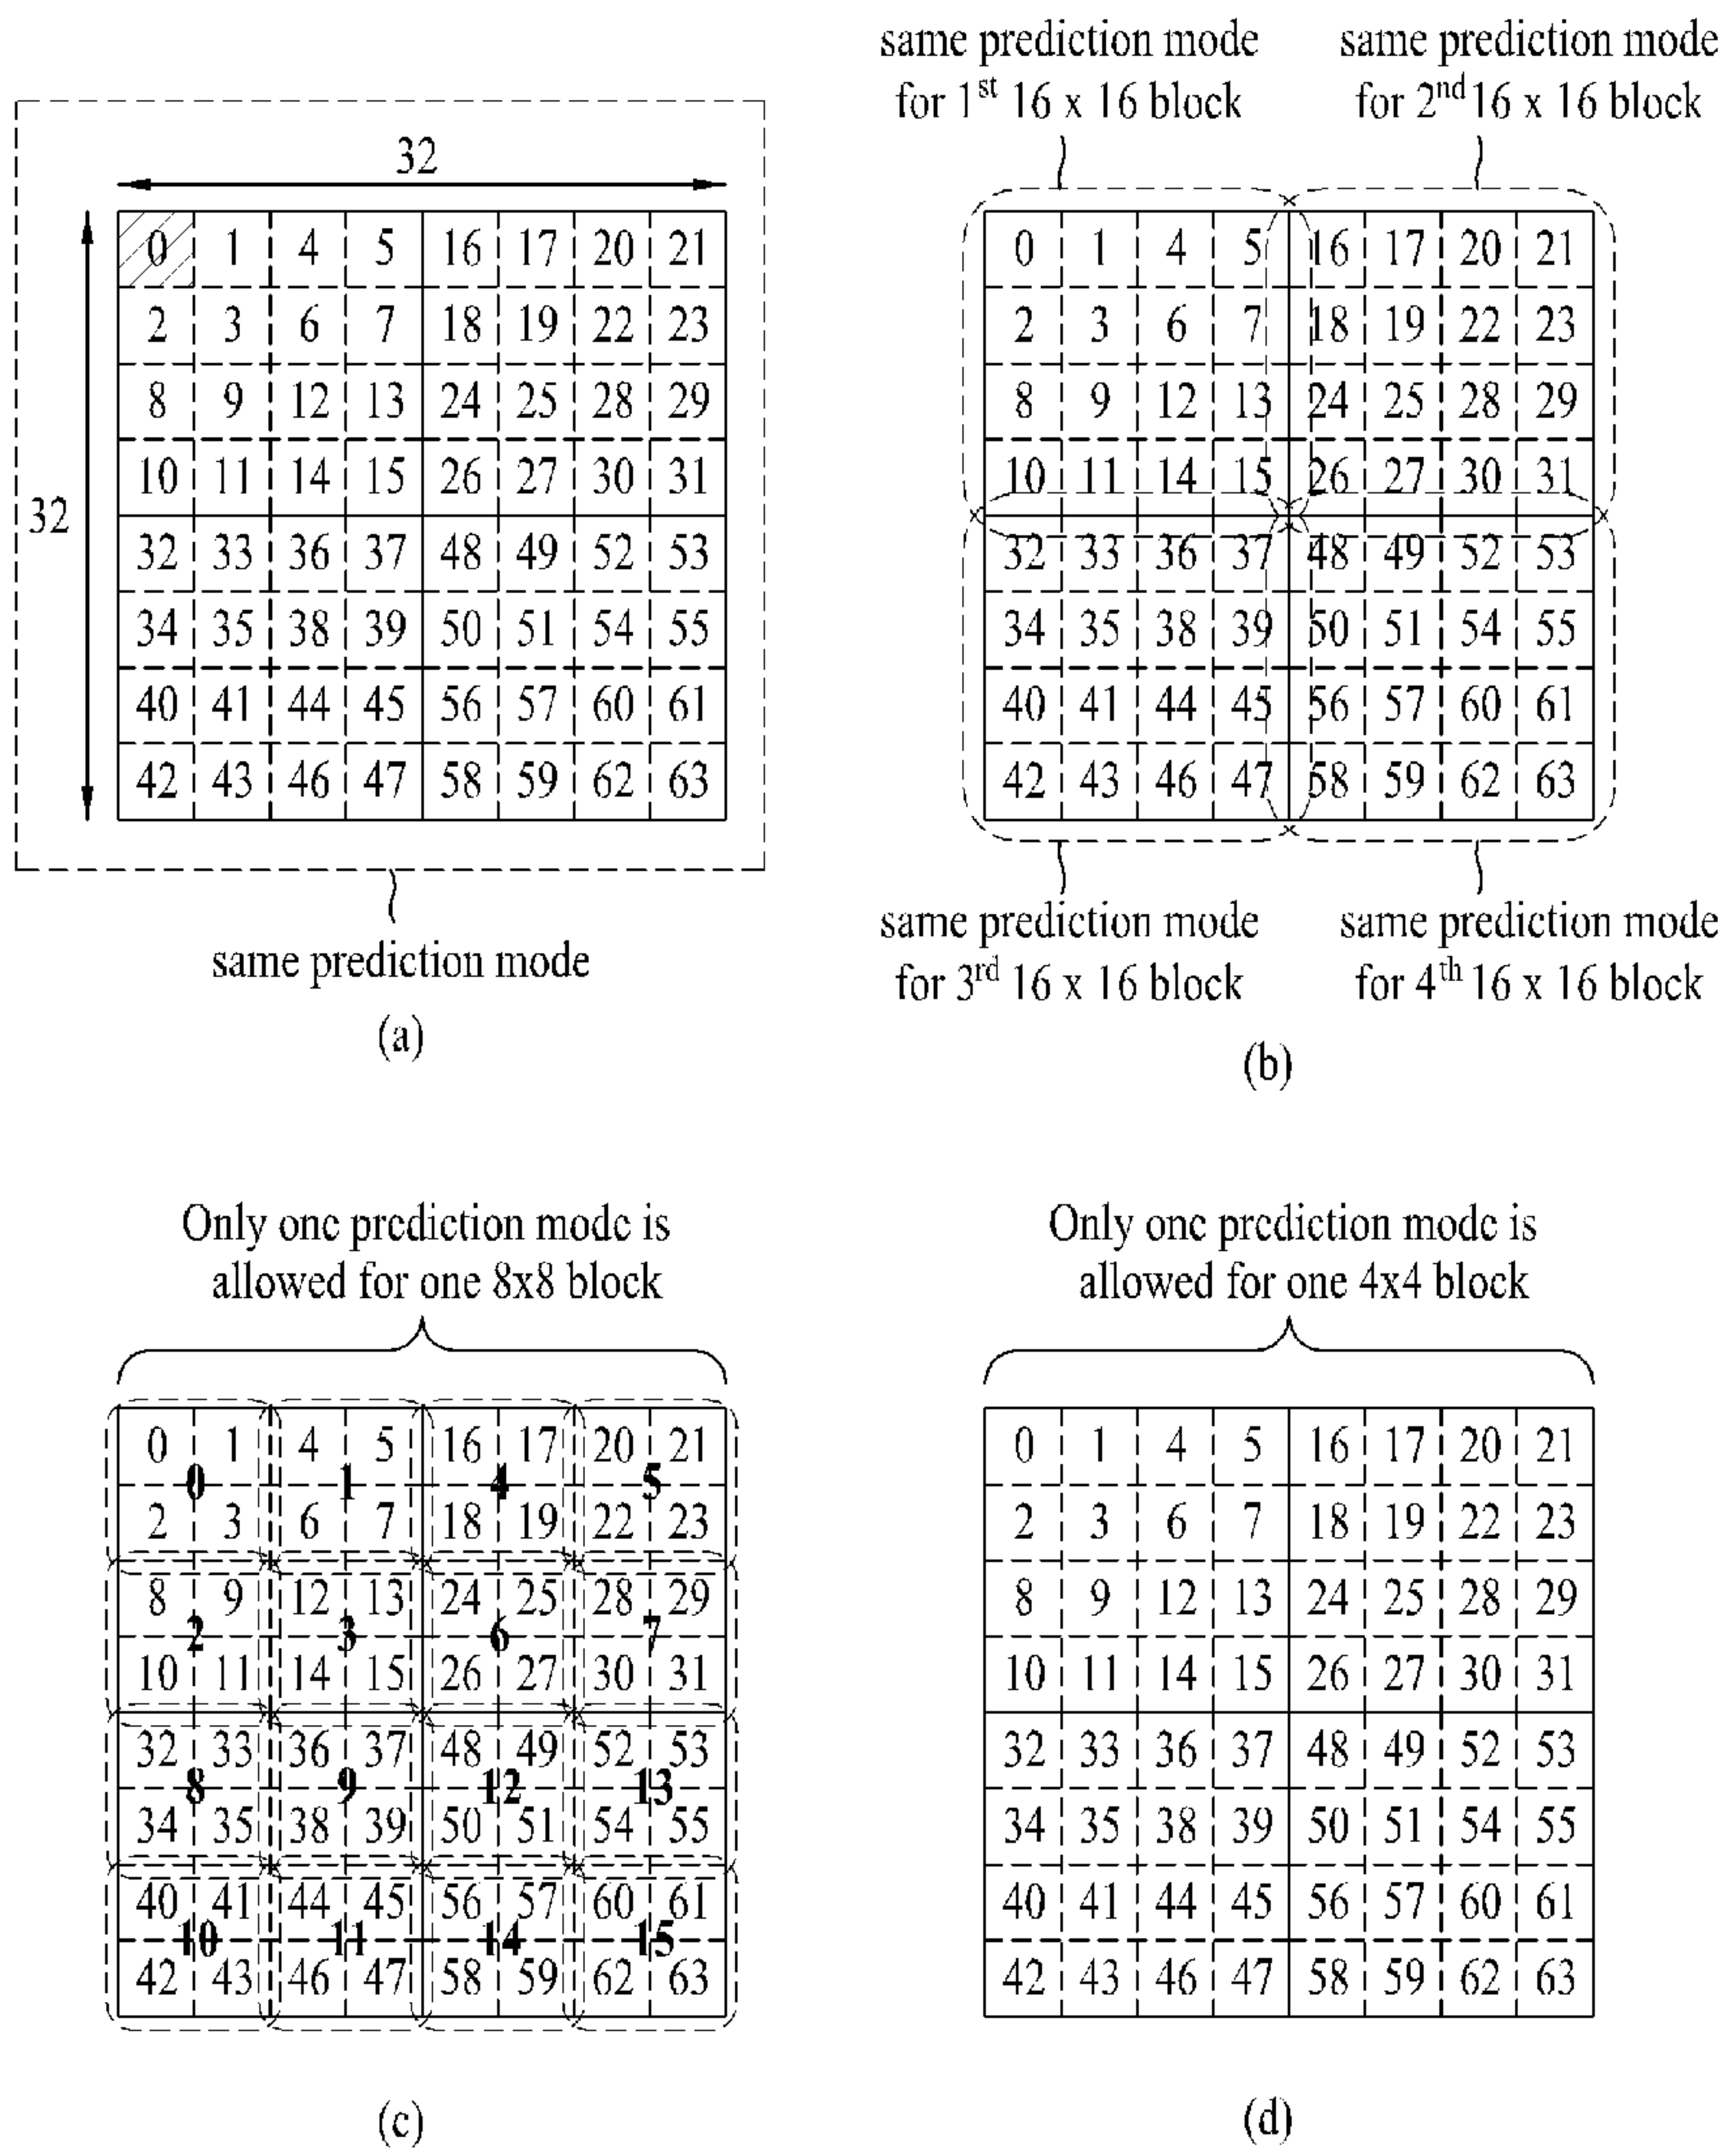 same prediction mode
for 1st 16 x 16 block
same prediction mode
for 2nd 16 x 16 block
32
32
0 1 4 5 16 17 20 21
2 3 6 7 18 19 22 23
8 9 12 13 24 25 28 29
10 11 14 15 26 27 30 31
32 33 36 37 48 49 52 53
34 35 38 39 50 51 54 55
40 41 44 45 56 57 60 61
42 43 46 47 58 59 62 63
same prediction mode
(a)
0 1 4 5 16 17 20 21
2 3 6 7 18 19 22 23
8 9 12 13 24 25 28 29
10 11 14 15 26 27 30 31
32 33 36 37 48 49 52 53
34 35 38 39 50 51 54 55
40 41 44 45 56 57 60 61
42 43 46 47 58 59 62 63
same prediction mode
for 3rd 16 x 16 block
same prediction mode
for 4th 16 x 16 block
(b)
Only one prediction mode is
allowed for one 8x8 block
0 1 4 5 16 17 20 21
0 1 4 5
2 3 6 7 18 19 22 23
8 9 12 13 24 25 28 29
2 3 6 7
10 11 14 15 26 27 30 31
32 33 36 37 48 49 52 53
8 9 12 13
34 35 38 39 50 51 54 55
40 41 44 45 56 57 60 61
10 11 14 15
42 43 46 47 58 59 62 63
(c)
Only one prediction mode is
allowed for one 4x4 block
0 1 4 5 16 17 20 21
2 3 6 7 18 19 22 23
8 9 12 13 24 25 28 29
10 11 14 15 26 27 30 31
32 33 36 37 48 49 52 53
34 35 38 39 50 51 54 55
40 41 44 45 56 57 60 61
42 43 46 47 58 59 62 63
(d)